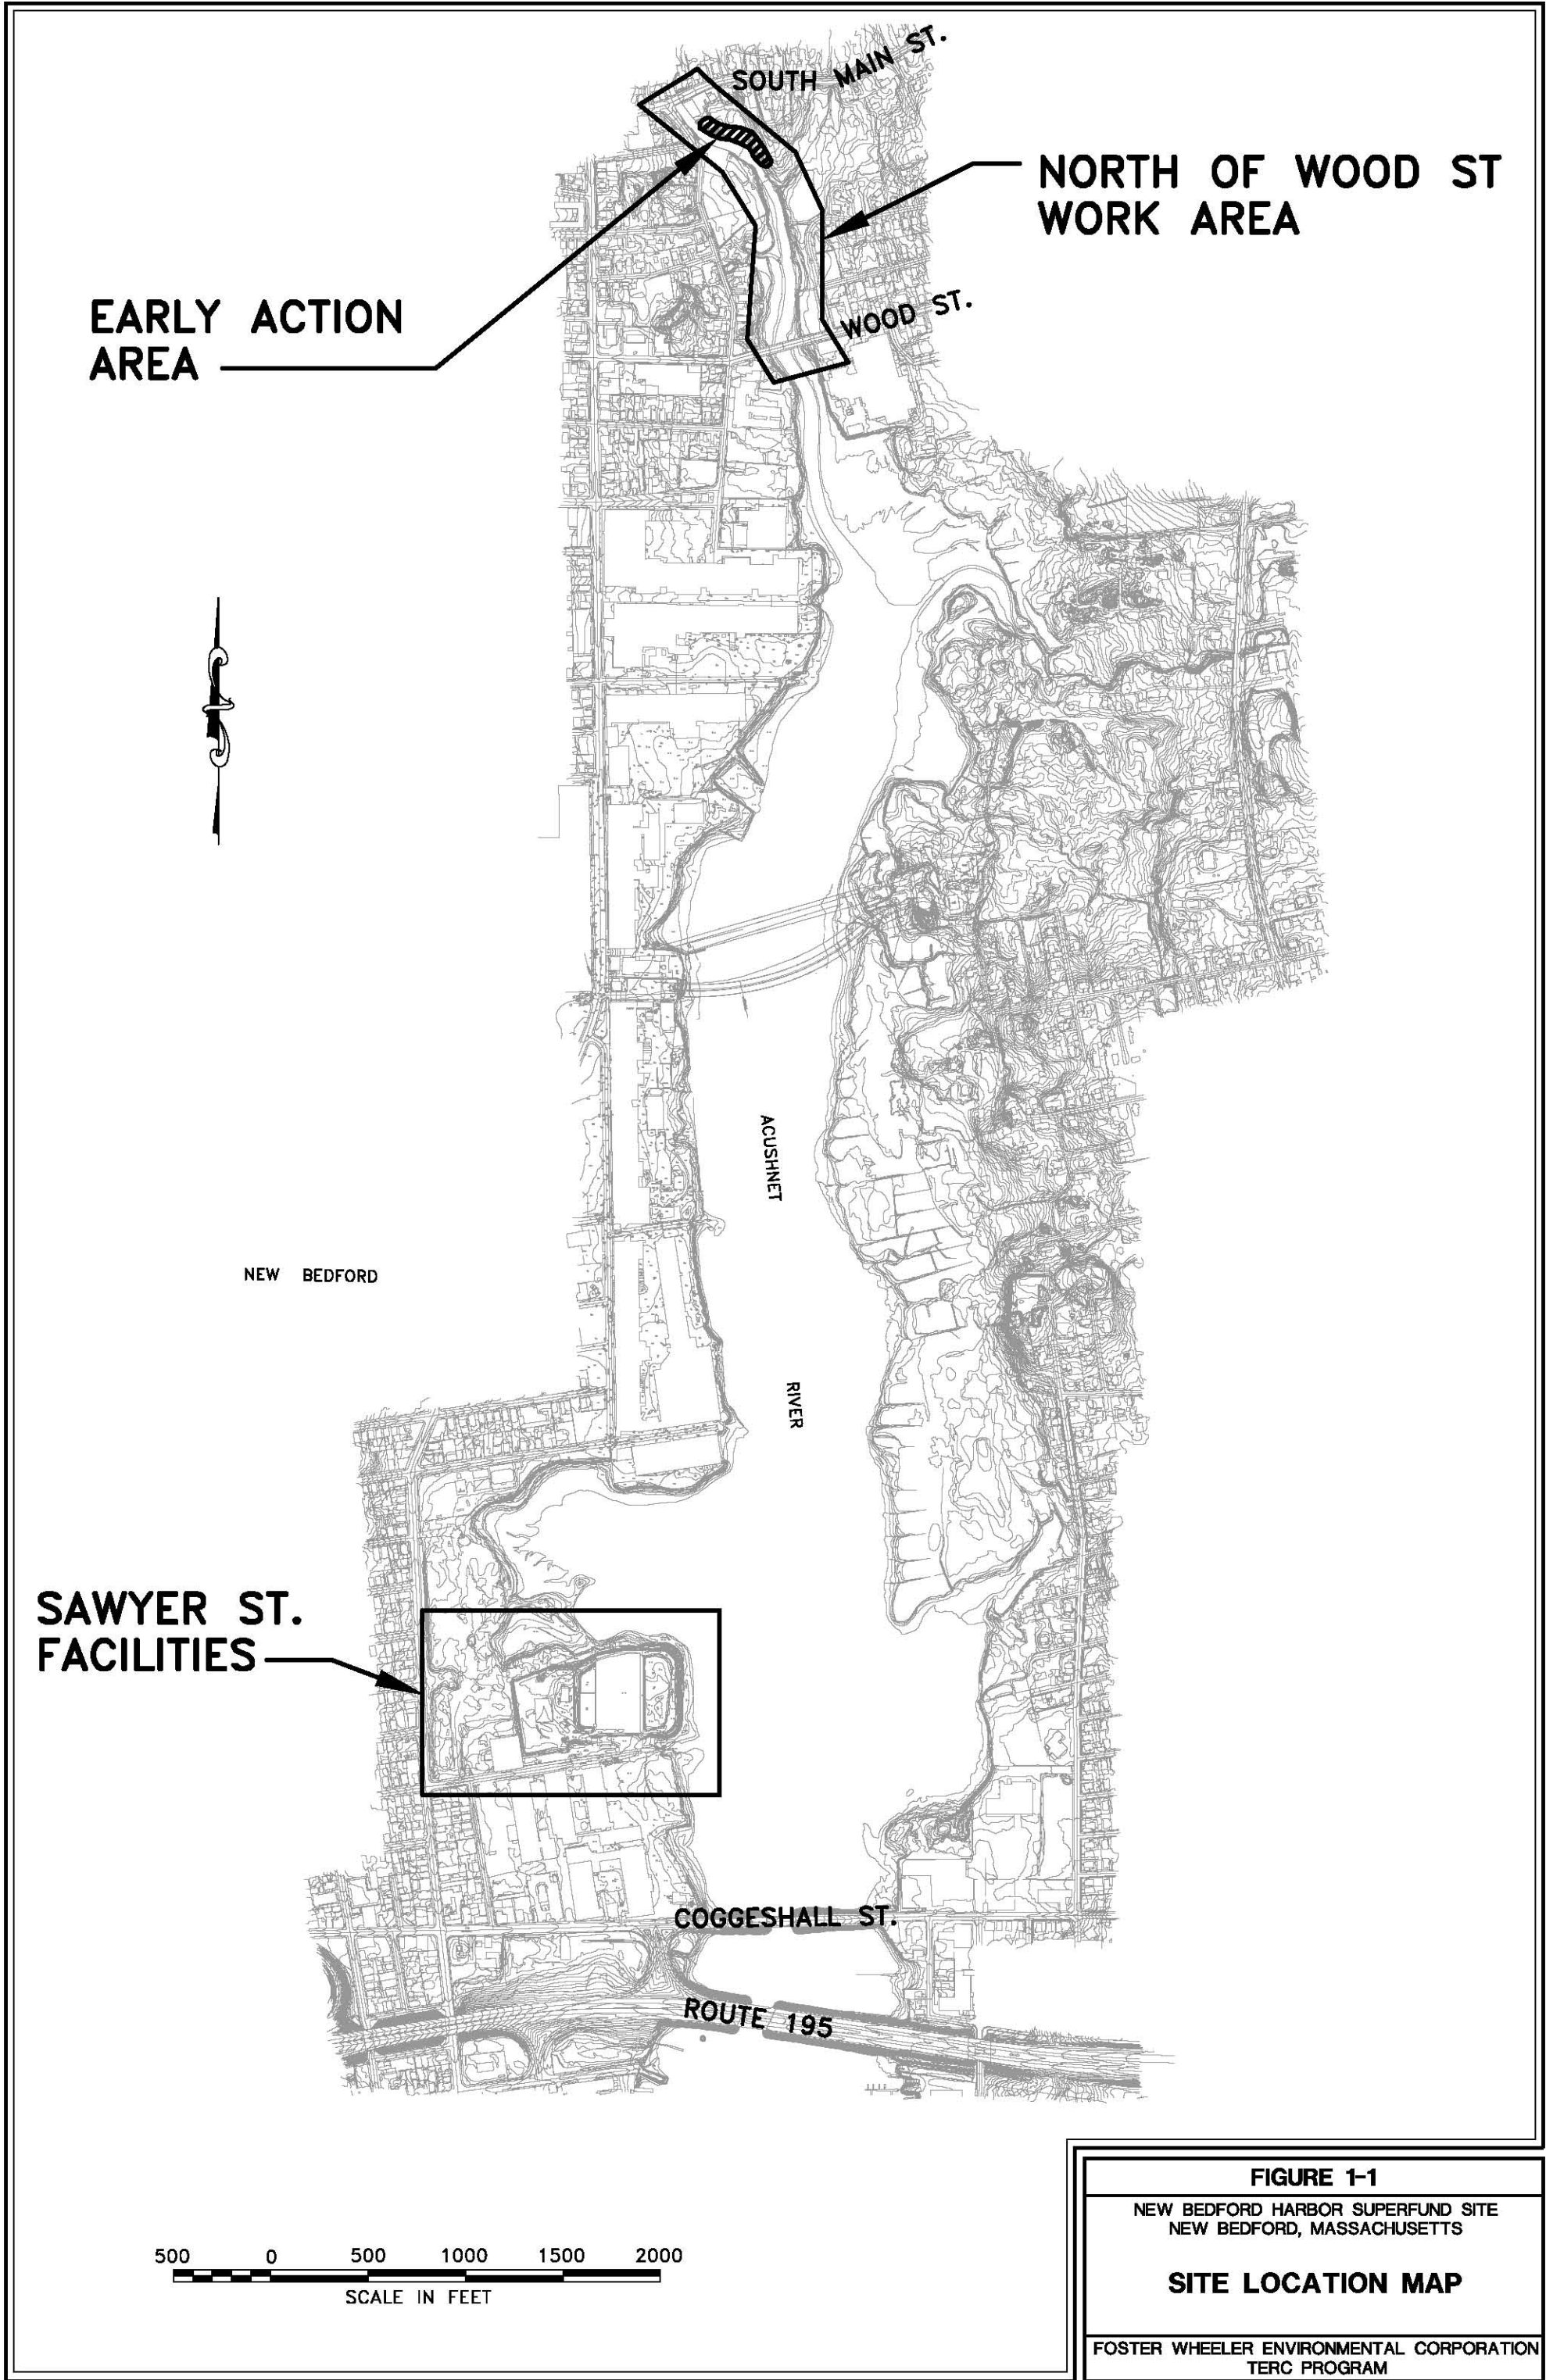 SOUTH MAIN ST.
NORTH OF WOOD ST
WORK AREA
EARLY ACTION
AREA
WOOD ST.
ACUSHNET
NEW BEDFORD
RIVER
SAWYER ST.
FACILITIES
COGGESHALL ST.
ROUTE 195
500 0 500 1000 1500 2000
SCALE IN FEET
FIGURE 1-1
NEW BEDFORD HARBOR SUPERFUND SITE
NEW BEDFORD, MASSACHUSETTS
SITE LOCATION MAP
FOSTER WHEELER ENVIRONMENTAL CORPORATION
TERC PROGRAM